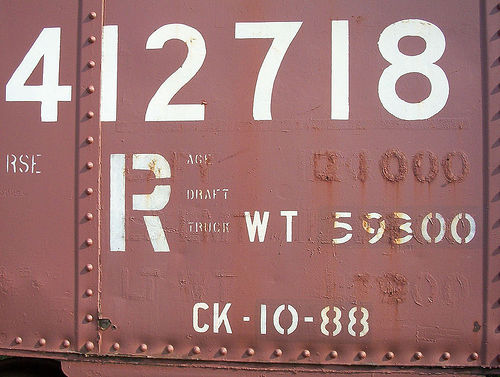 412718
RSE R AGE
DRAFT
TRUCK WT 59300
CK-10-88